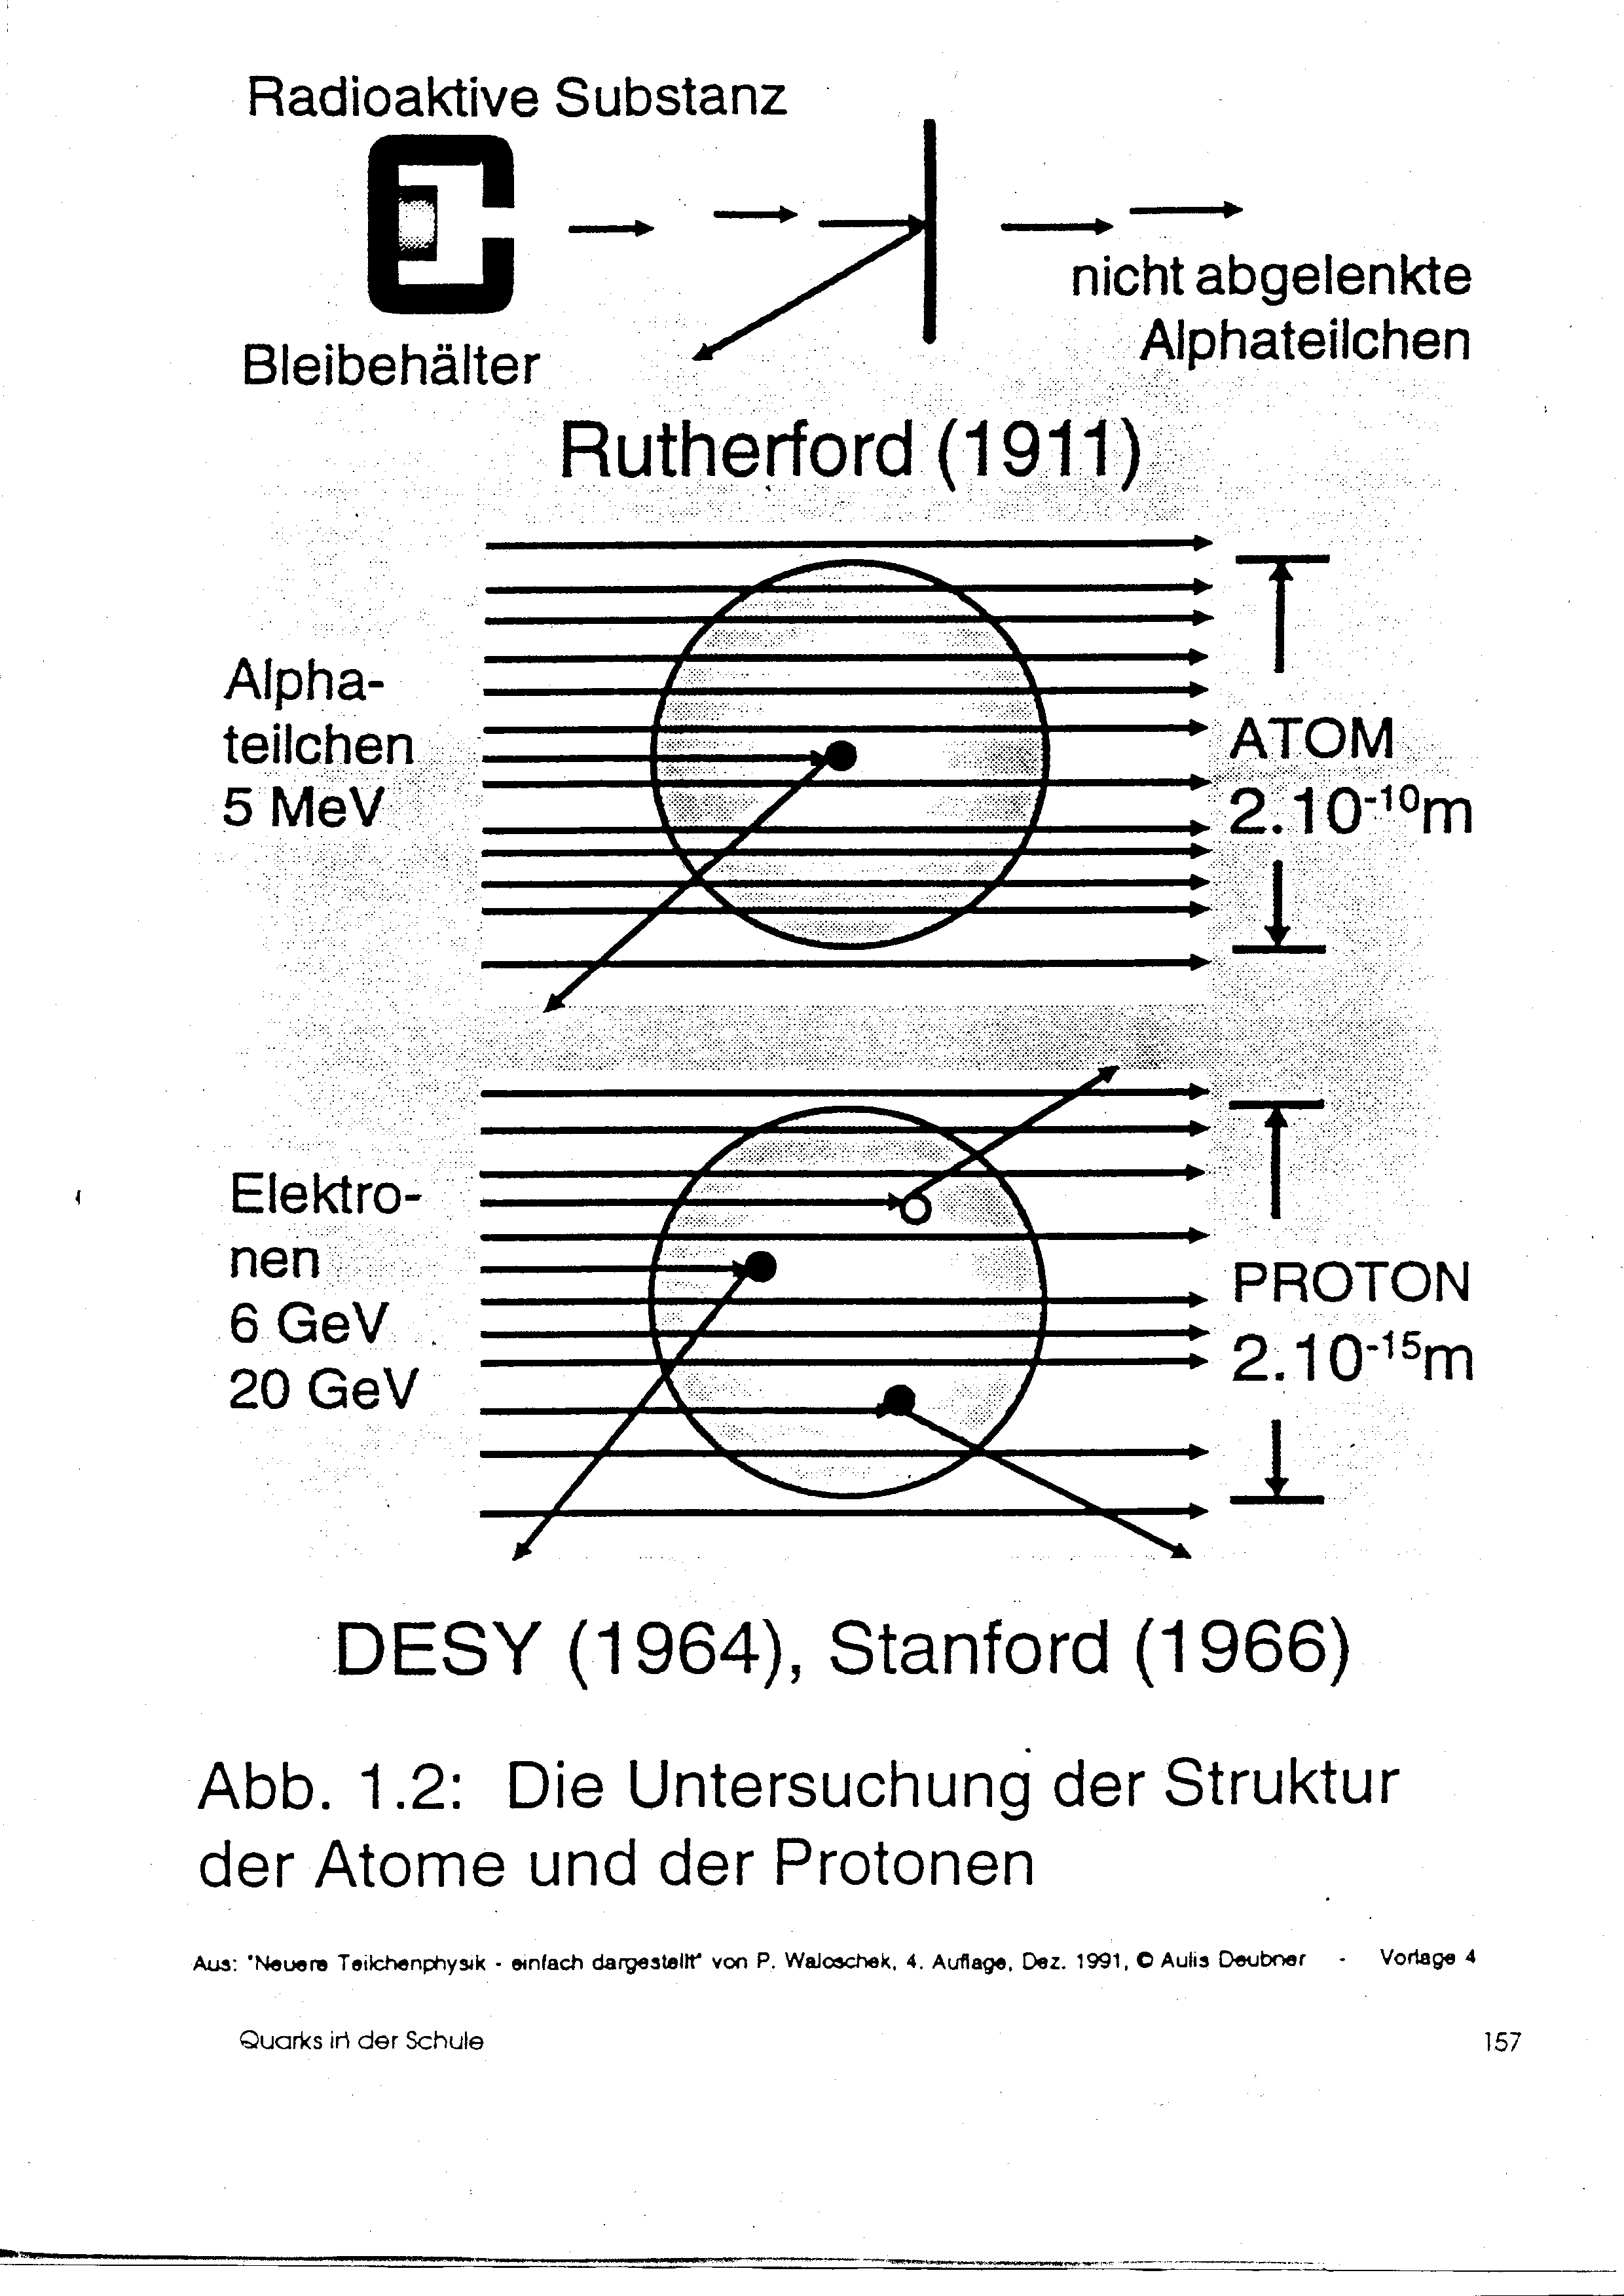 Radioaktive Substanz
nicht abgelenkte
Alphateilchen
Bleibehälter
Rutherford (1911)
Alpha-
teilchen
5 MeV
ATOM
2.10⁻¹⁰m
Elektro-
nen
6 GeV
20 GeV
PROTON
2.10⁻¹⁵m
DESY (1964), Stanford (1966)
Abb. 1.2: Die Untersuchung der Struktur
der Atome und der Protonen
Aus: "Neuere Teilchenphysik - einfach dargestellt" von P. Waloschek, 4. Auflage, Dez. 1991, © Aulis Deubner - Vorlage 4
Quarks in der Schule
157